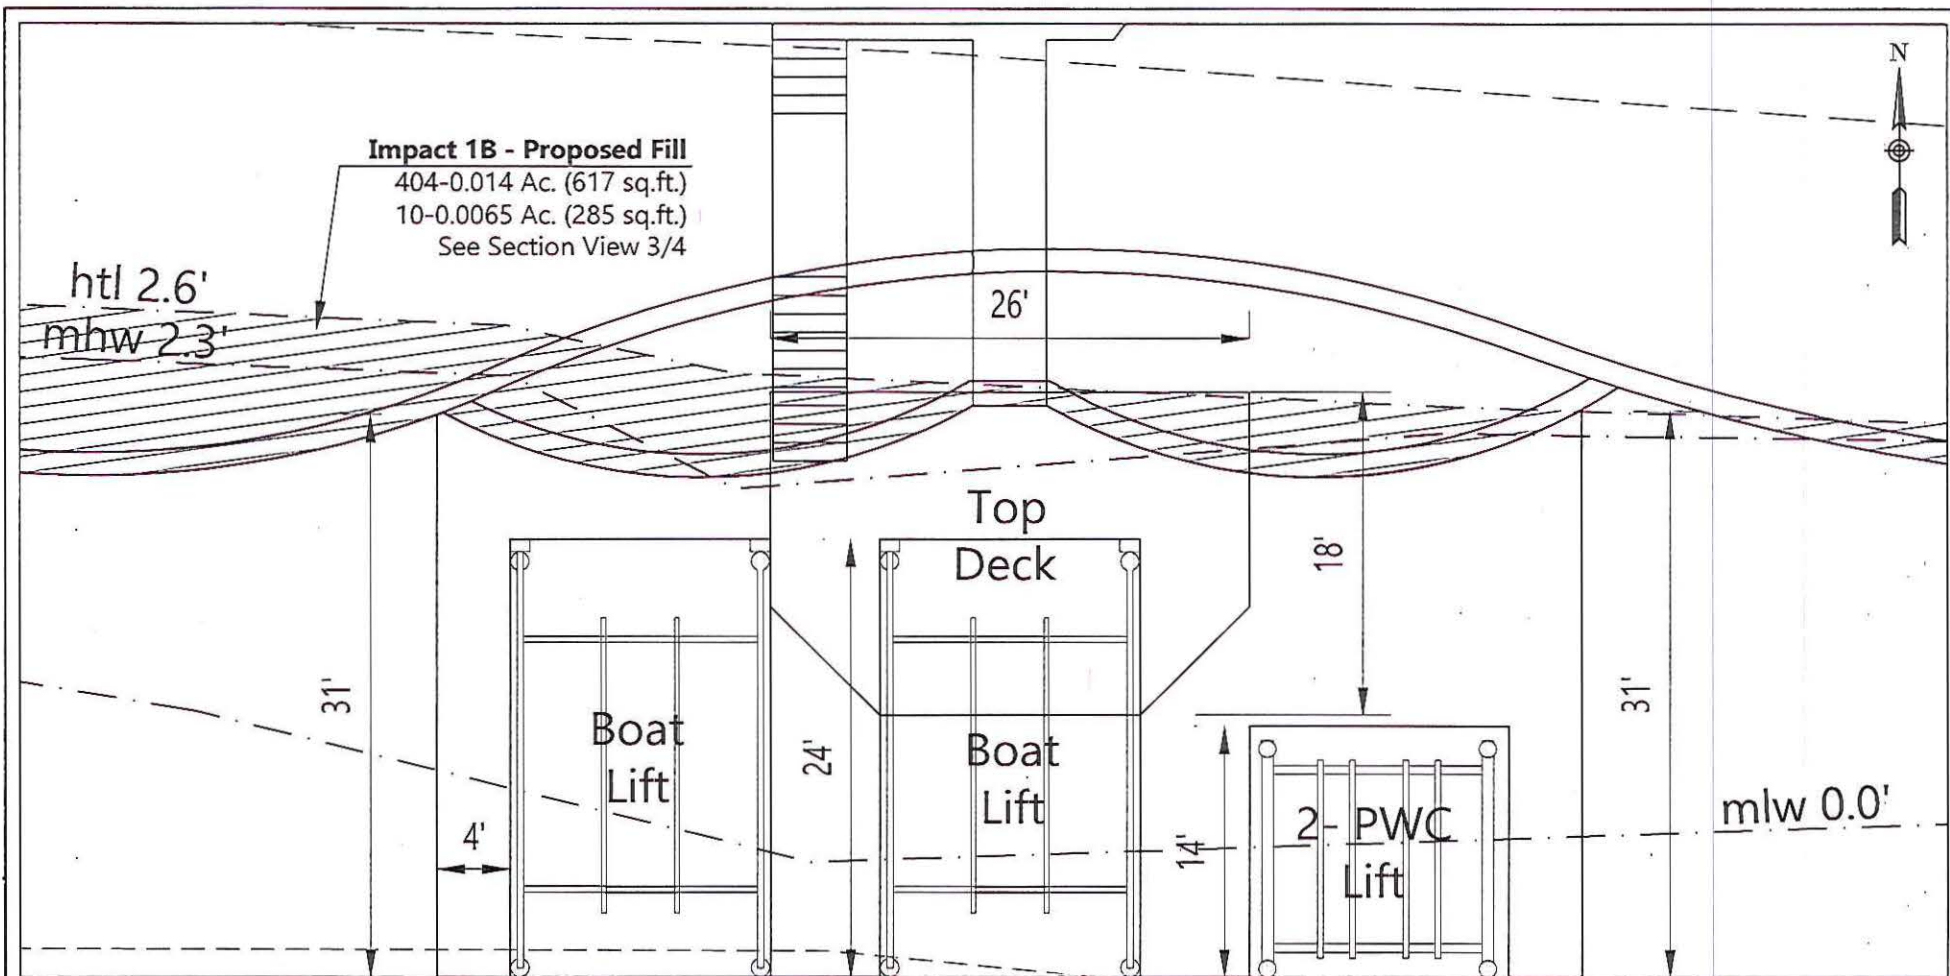 N
Impact 1B - Proposed Fill
404-0.014 Ac. (617 sq.ft.)
10-0.0065 Ac. (285 sq.ft.)
See Section View 3/4
htl 2.6'
mhw 2.3'
26'
Top
Deck
18'
31'
Boat
Lift
24'
Boat
Lift
31'
4'
14'
2- PWC
Lift
mlw 0.0'